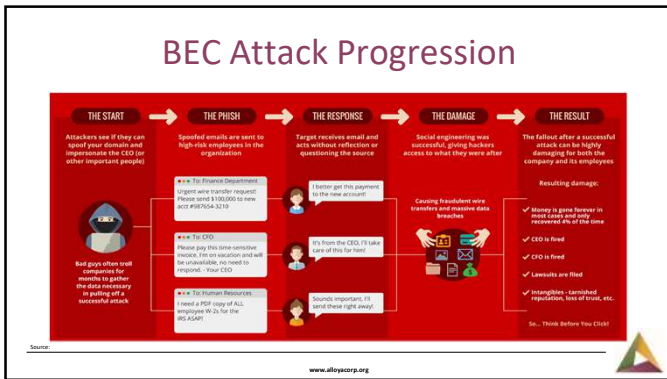 BEC Attack Progression
THE START
THE PHISH
THE RESPONSE
THE DAMAGE
THE RESULT
Attackers see if they can
spoof your domain and
impersonate the CEO (or
other important people)
Bad guys often troll
companies for
months to gather
the data necessary
in pulling off a
successful attack
Spoofed emails are sent to
high-risk employees in the
organization
To: Finance Department
Urgent wire transfer request!
Please send $100,000 to new
acct #987654-3210
To: CFO
Please pay this time-sensitive
invoice, I'm on vacation and will
be unavailable, no need to
respond. - Your CEO
To: Human Resources
I need a PDF copy of ALL
employee W-2s for the
IRS ASAP!
Target receives email and
acts without reflection or
questioning the source
I better get this payment
to the new account!
It's from the CEO, I'll take
care of this for him!
Sounds important, I'll
send these right away!
Social engineering was
successful, giving hackers
access to what they were after
Causing fraudulent wire
transfers and massive data
breaches
The fallout after a successful
attack can be highly
damaging for both the
company and its employees
Resulting damage:
Money is gone forever in
most cases and only
recovered 4% of the time
CEO is fired
CFO is fired
Lawsuits are filed
Intangibles - tarnished
reputation, loss of trust, etc.
So... Think Before You Click!
Source:
www.alloyacorp.org